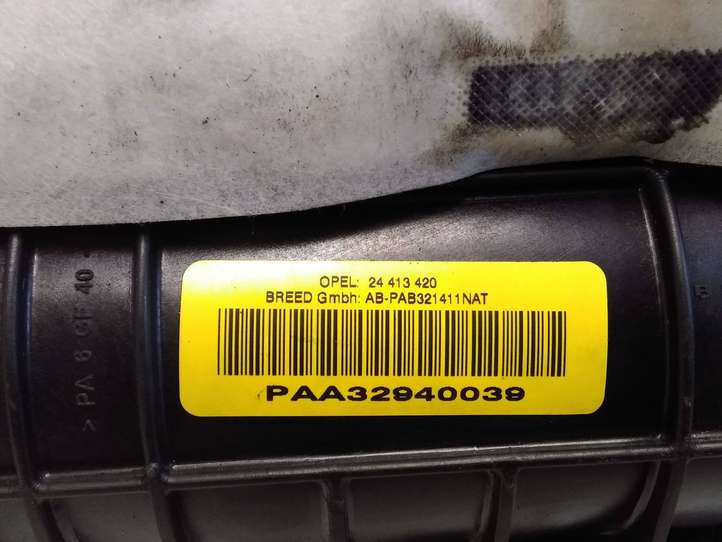 OPEL: 24 413 420
BREED Gmbh: AB-PAB321411NAT
PAA32940039
> PA 6 GF 40